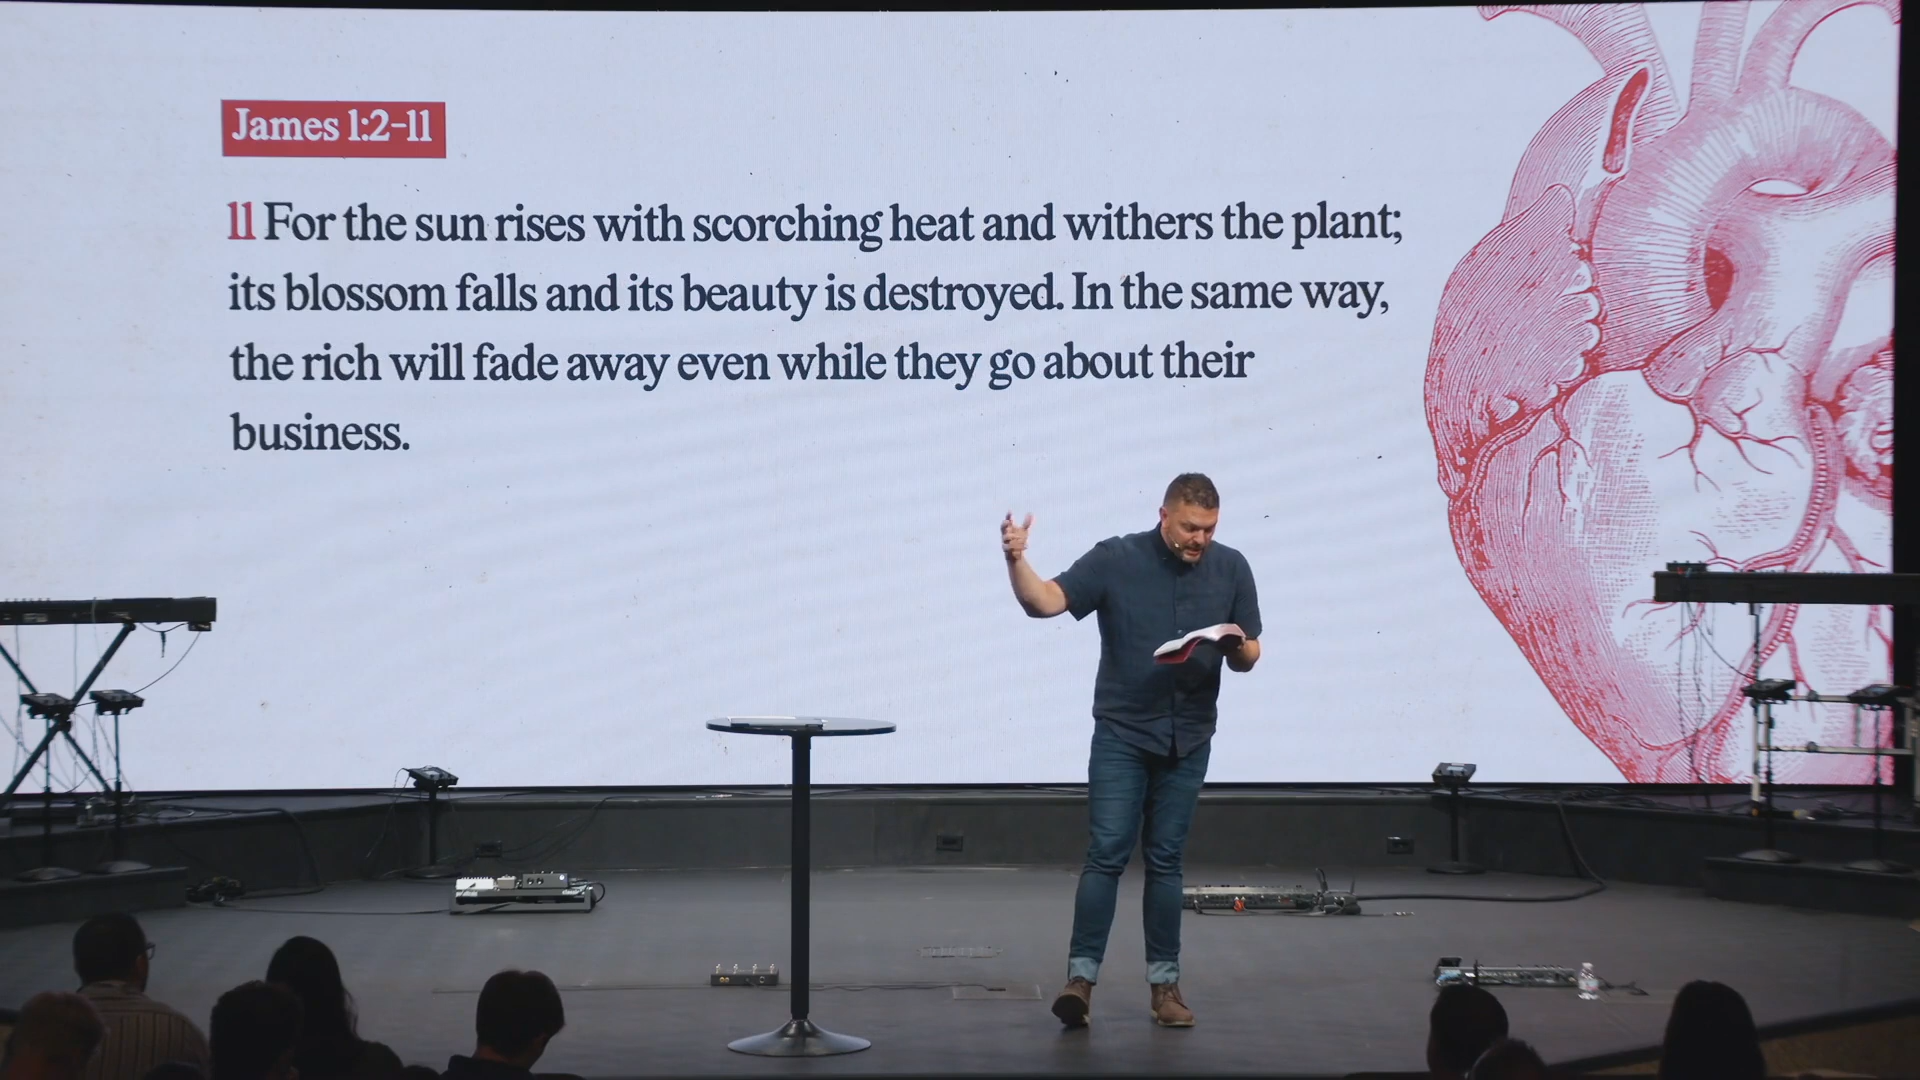 James 1:2-11
11 For the sun rises with scorching heat and withers the plant;
its blossom falls and its beauty is destroyed. In the same way,
the rich will fade away even while they go about their
business.